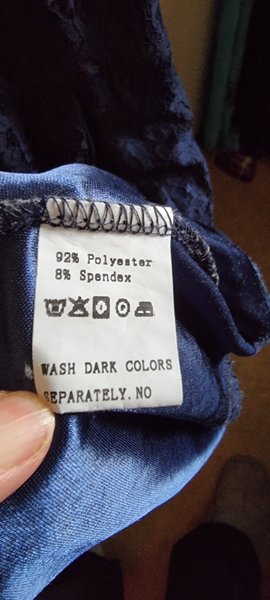 92% Polyester
8% Spendex
WASH DARK COLORS
SEPARATELY. NO